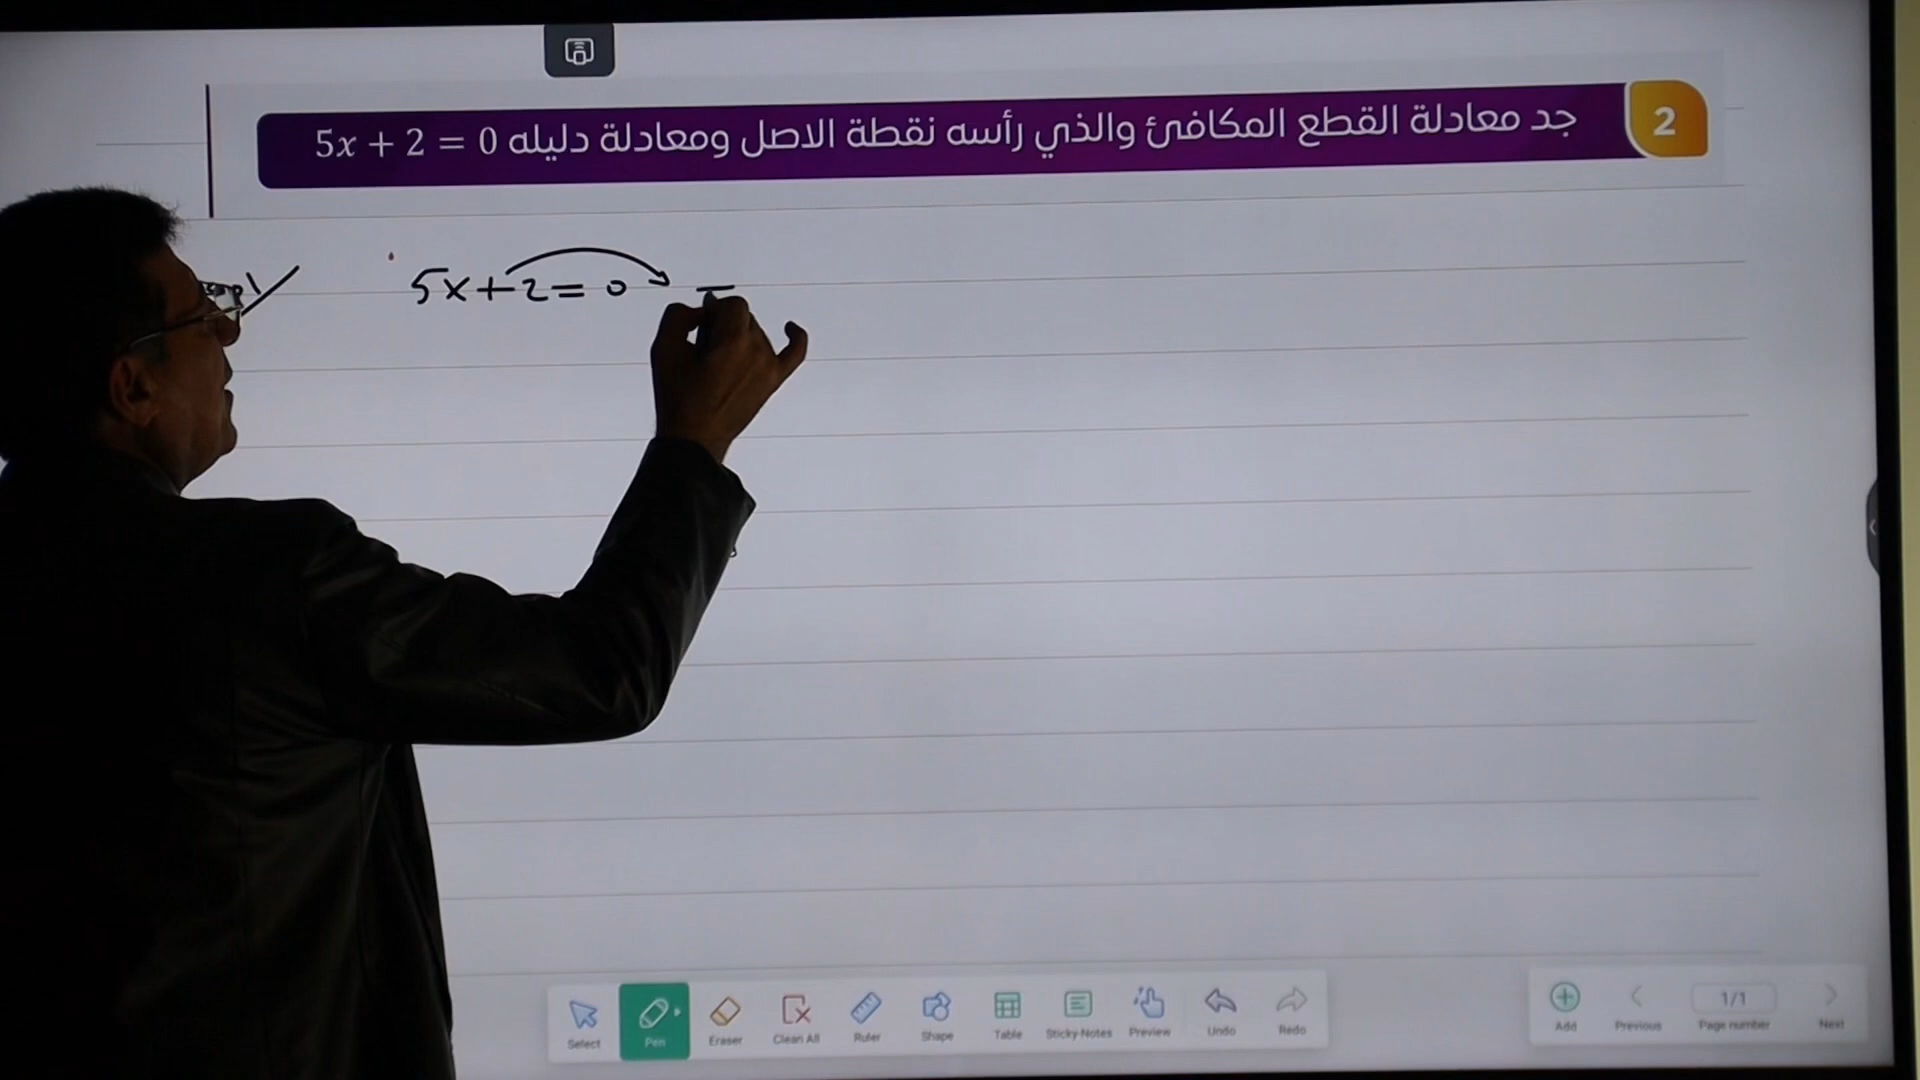 2 جد معادلة القطع المكافئ والذي رأسه نقطة الاصل ومعادلة دليله 5x + 2 = 0
5x+2=0
Select Pen Eraser Clean All Ruler Shape Table Sticky Notes Preview Undo Redo
Add Previous 1/1 Page number Next